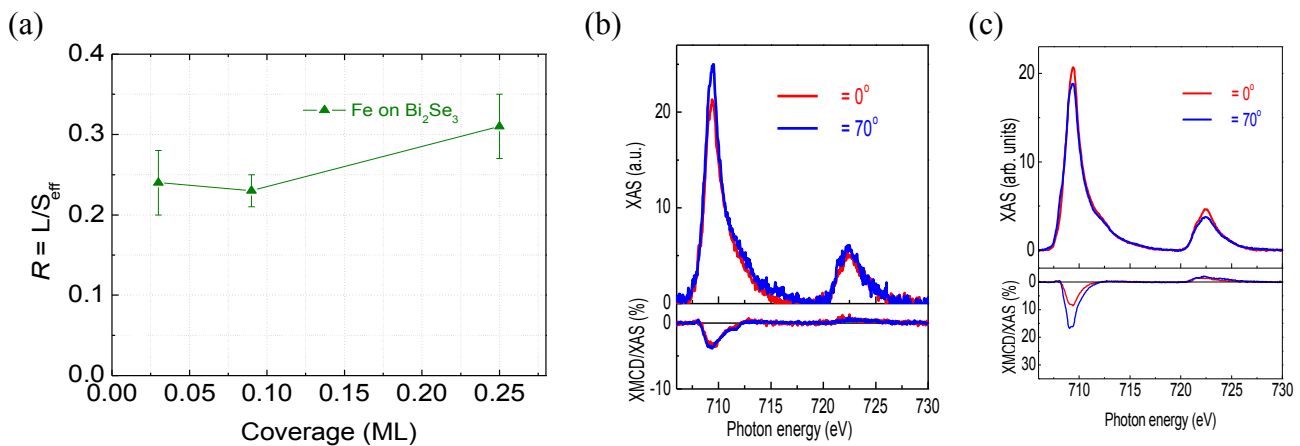 (a)
0.4
0.3
0.2
0.1
0.0
R = L/Seff
Fe on Bi2Se3
0.00 0.05 0.10 0.15 0.20 0.25
Coverage (ML)
(b)
XAS (a.u.)
20
10
0
= 0°
= 70°
XMCD/XAS (%)
0
-10
710 715 720 725 730
Photon energy (eV)
(c)
XAS (arb. units)
20
10
0
= 0°
= 70°
XMCD/XAS (%)
0
10
20
30
710 715 720 725 730
Photon energy (eV)